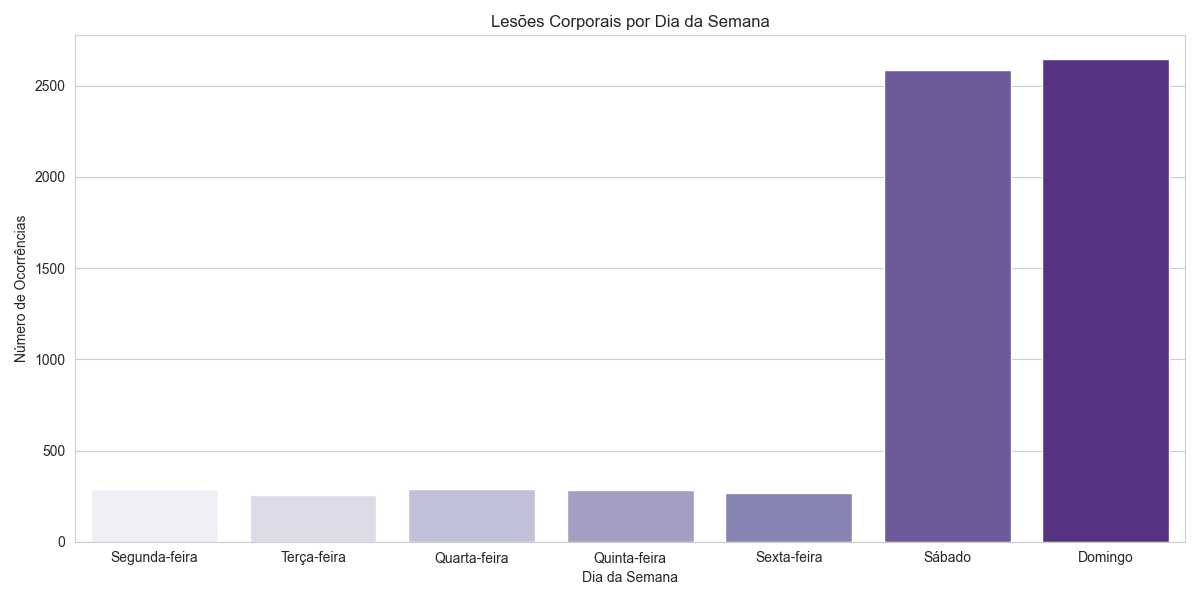 Lesões Corporais por Dia da Semana
Número de Ocorrências
2500
2000
1500
1000
500
0
Segunda-feira
Terça-feira
Quarta-feira
Quinta-feira
Sexta-feira
Sábado
Domingo
Dia da Semana